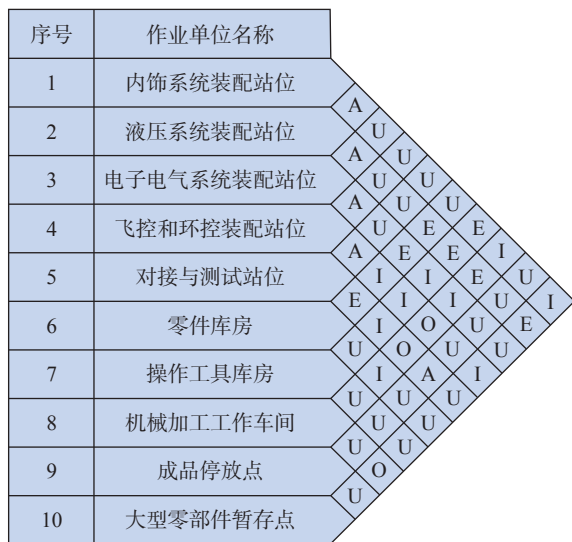 序号 作业单位名称
1 内饰系统装配站位
A
2 液压系统装配站位 U
A U
3 电子电气系统装配站位 U U
A U U
4 飞控和环控装配站位 U E E
A E E I
5 对接与测试站位 I I E U
E I I U I
6 零件库房 I O U E
U O U U
7 操作工具库房 I A I
U U U
8 机械加工工作车间 U U
U U
9 成品停放点 O
U
10 大型零部件暂存点